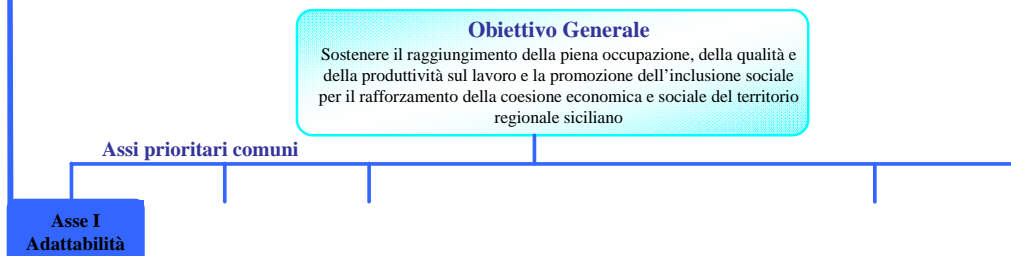 Obiettivo Generale
Sostenere il raggiungimento della piena occupazione, della qualità e
della produttività sul lavoro e la promozione dell’inclusione sociale
per il rafforzamento della coesione economica e sociale del territorio
regionale siciliano
Assi prioritari comuni
Asse I
Adattabilità